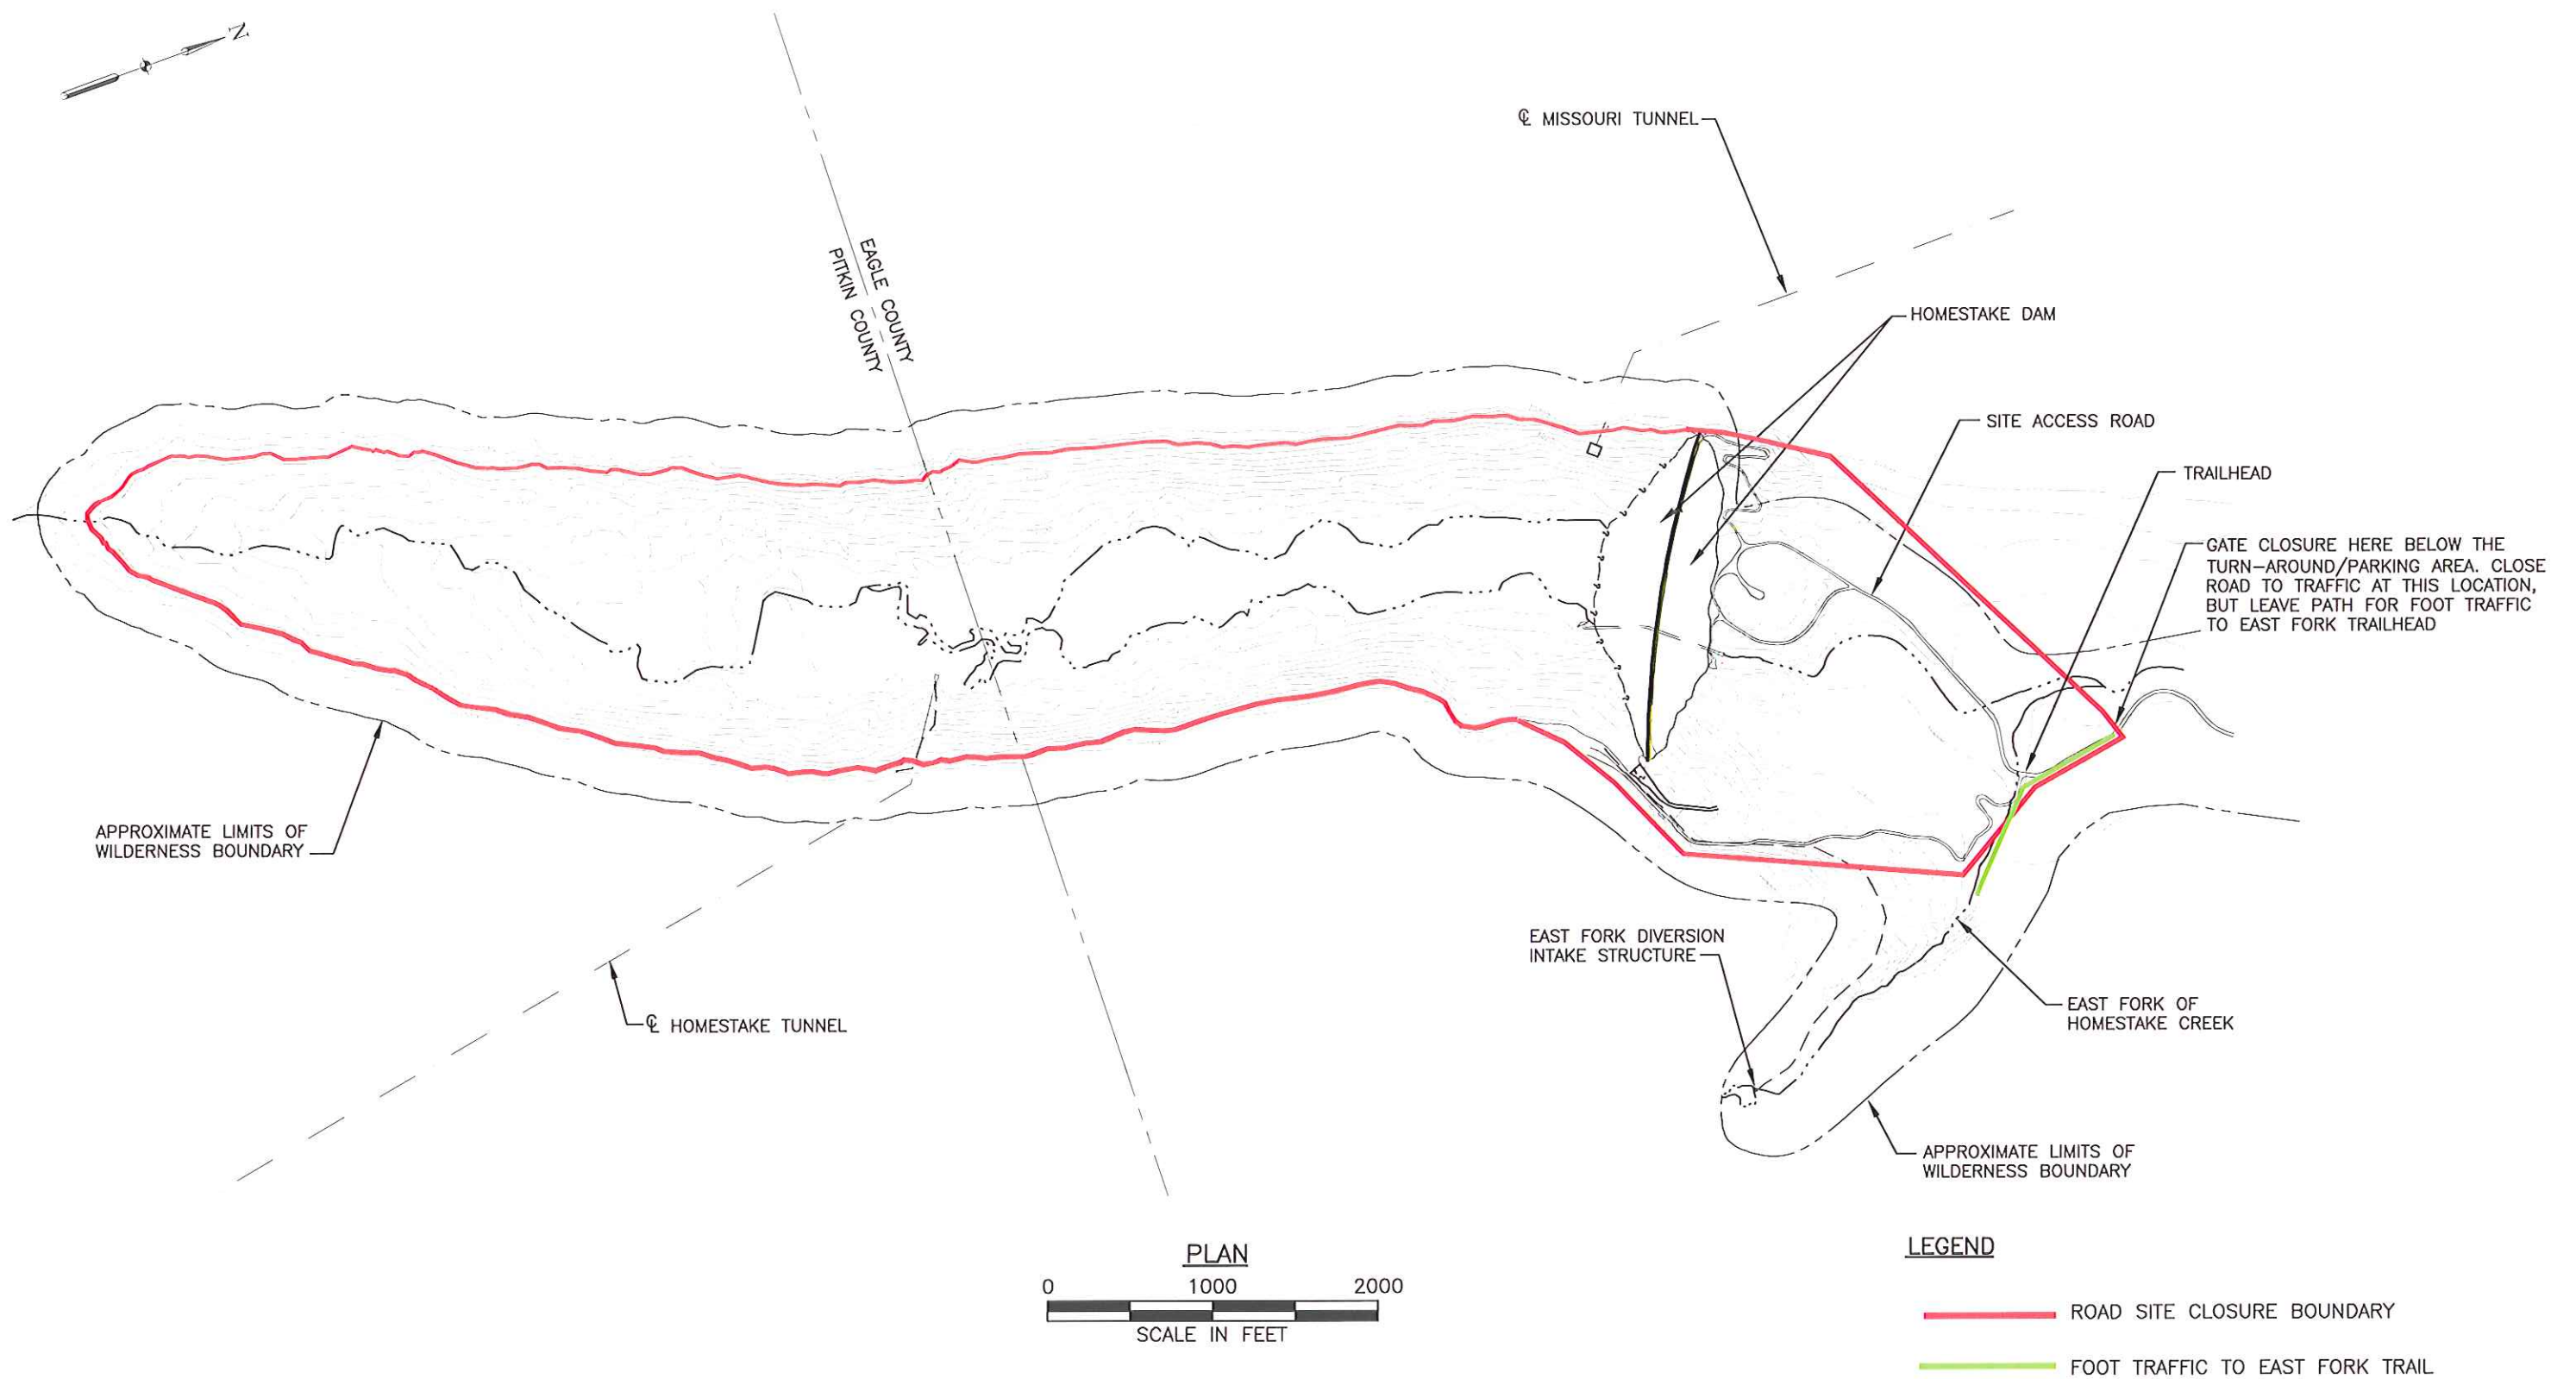 N
℄ MISSOURI TUNNEL
EAGLE COUNTY
PITKIN COUNTY
HOMESTAKE DAM
SITE ACCESS ROAD
TRAILHEAD
GATE CLOSURE HERE BELOW THE
TURN-AROUND/PARKING AREA. CLOSE
ROAD TO TRAFFIC AT THIS LOCATION,
BUT LEAVE PATH FOR FOOT TRAFFIC
TO EAST FORK TRAILHEAD
APPROXIMATE LIMITS OF
WILDERNESS BOUNDARY
EAST FORK DIVERSION
INTAKE STRUCTURE
℄ HOMESTAKE TUNNEL
EAST FORK OF
HOMESTAKE CREEK
APPROXIMATE LIMITS OF
WILDERNESS BOUNDARY
PLAN
0 1000 2000
SCALE IN FEET
LEGEND
ROAD SITE CLOSURE BOUNDARY
FOOT TRAFFIC TO EAST FORK TRAIL